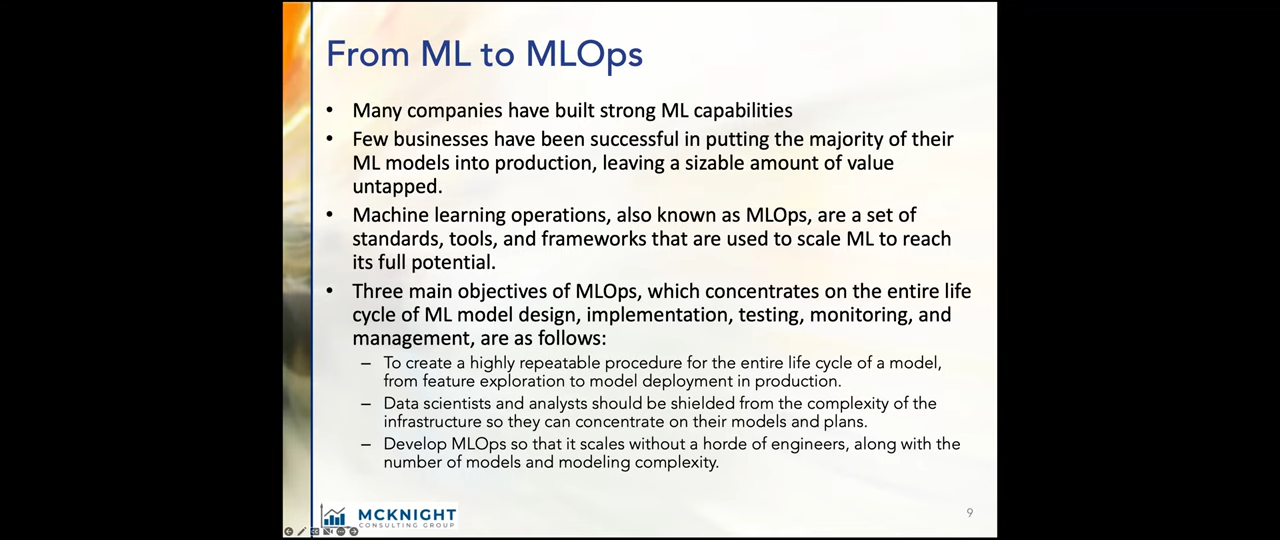 From ML to MLOps
• Many companies have built strong ML capabilities
• Few businesses have been successful in putting the majority of their
ML models into production, leaving a sizable amount of value
untapped.
• Machine learning operations, also known as MLOps, are a set of
standards, tools, and frameworks that are used to scale ML to reach
its full potential.
• Three main objectives of MLOps, which concentrates on the entire life
cycle of ML model design, implementation, testing, monitoring, and
management, are as follows:
– To create a highly repeatable procedure for the entire life cycle of a model,
from feature exploration to model deployment in production.
– Data scientists and analysts should be shielded from the complexity of the
infrastructure so they can concentrate on their models and plans.
– Develop MLOps so that it scales without a horde of engineers, along with the
number of models and modeling complexity.
MCKNIGHT
CONSULTING GROUP
9